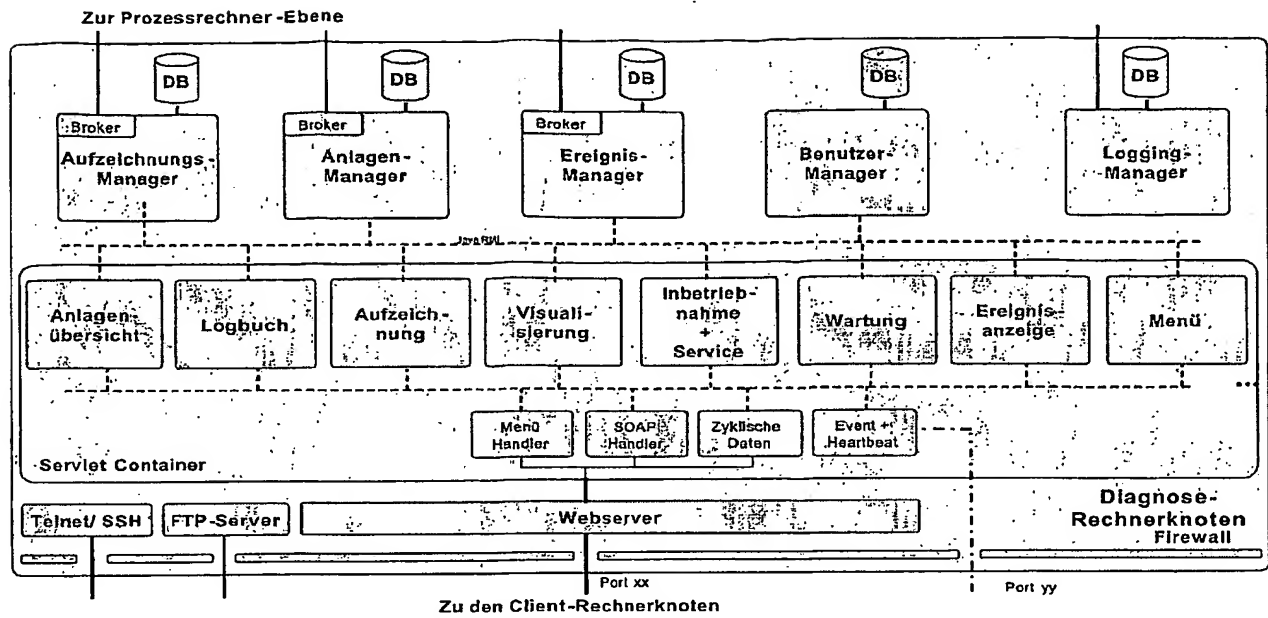 Zur Prozessrechner -Ebene
DB
DB
DB
DB
DB
Broker
Aufzeichnungs-
Manager
Broker
Anlagen-
Manager
Broker
Ereignis-
Manager
Benutzer-
Manager
Logging-
Manager
Java RMI
Anlagen-
übersicht
Logbuch
Aufzeich-
nung
Visuali-
sierung
Inbetrieb-
nahme
+
Service
Wartung
Ereignis
anzeige
Menü
Menü
Handler
SOAP
Handler
Zyklische
Daten
Event +
Heartbeat
Servlet Container
Telnet/ SSH
FTP-Server
Webserver
Diagnose-
Rechnerknoten
Firewall
Port xx
Port yy
Zu den Client-Rechnerknoten